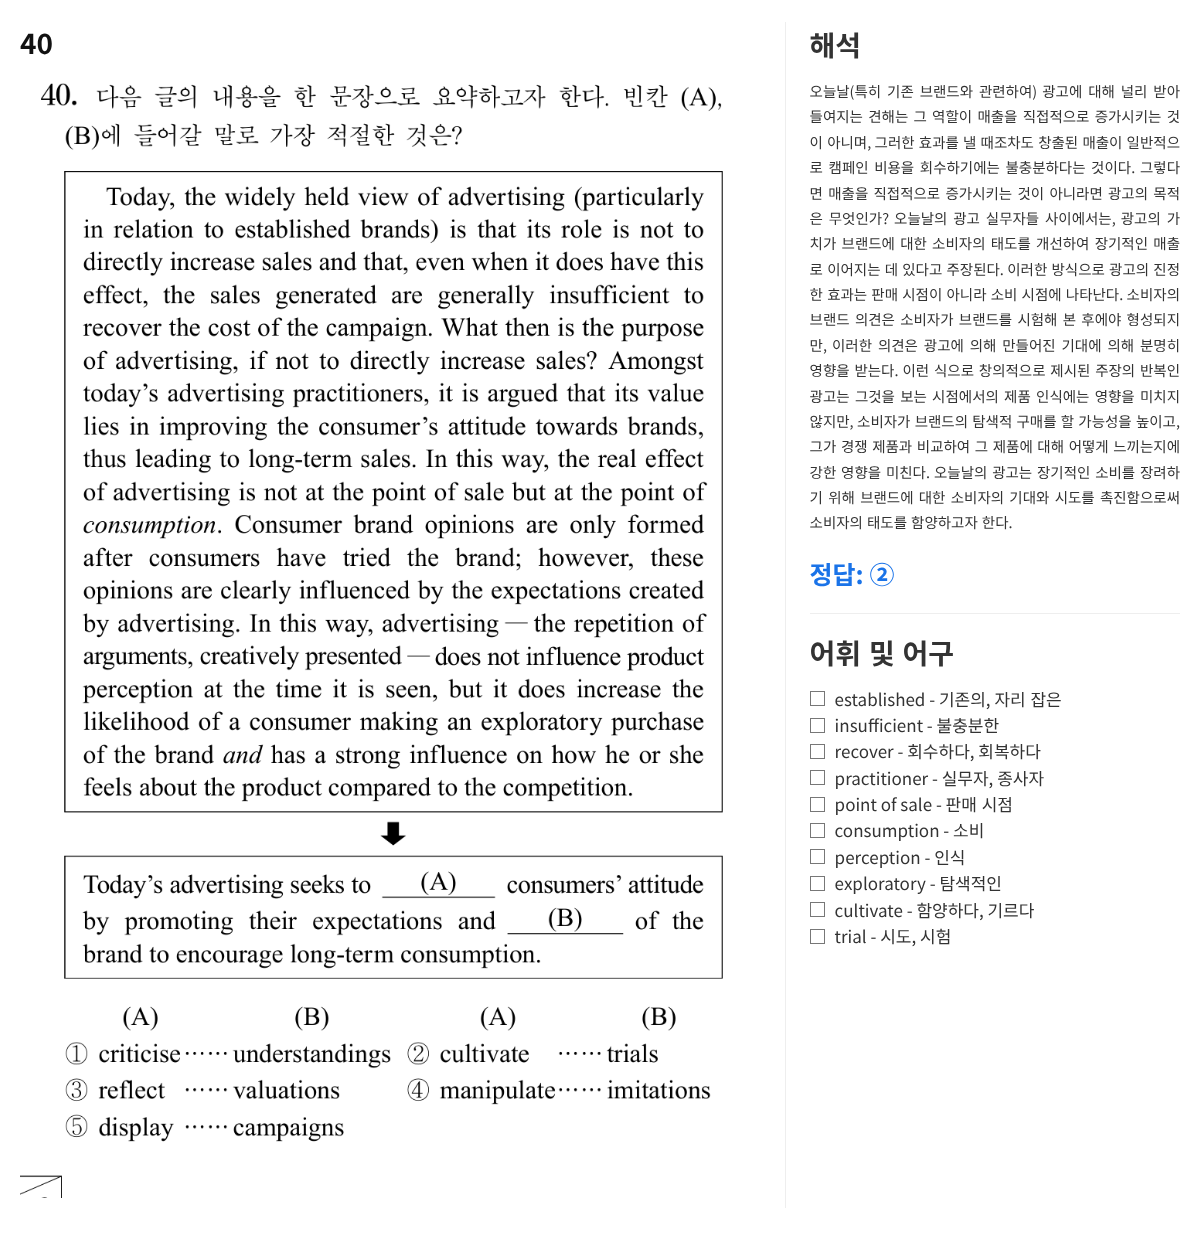 40
40. 다음 글의 내용을 한 문장으로 요약하고자 한다. 빈칸 (A),
(B)에 들어갈 말로 가장 적절한 것은?
Today, the widely held view of advertising (particularly
in relation to established brands) is that its role is not to
directly increase sales and that, even when it does have this
effect, the sales generated are generally insufficient to
recover the cost of the campaign. What then is the purpose
of advertising, if not to directly increase sales? Amongst
today's advertising practitioners, it is argued that its value
lies in improving the consumer's attitude towards brands,
thus leading to long-term sales. In this way, the real effect
of advertising is not at the point of sale but at the point of
consumption. Consumer brand opinions are only formed
after consumers have tried the brand; however, these
opinions are clearly influenced by the expectations created
by advertising. In this way, advertising — the repetition of
arguments, creatively presented — does not influence product
perception at the time it is seen, but it does increase the
likelihood of a consumer making an exploratory purchase
of the brand and has a strong influence on how he or she
feels about the product compared to the competition.
Today's advertising seeks to (A) consumers' attitude
by promoting their expectations and (B) of the
brand to encourage long-term consumption.
(A) (B) (A) (B)
① criticise ······ understandings ② cultivate ······ trials
③ reflect ······ valuations ④ manipulate ······ imitations
⑤ display ······ campaigns
해석
오늘날(특히 기존 브랜드와 관련하여) 광고에 대해 널리 받아
들여지는 견해는 그 역할이 매출을 직접적으로 증가시키는 것
이 아니며, 그러한 효과를 낼 때조차도 창출된 매출이 일반적으
로 캠페인 비용을 회수하기에는 불충분하다는 것이다. 그렇다
면 매출을 직접적으로 증가시키는 것이 아니라면 광고의 목적
은 무엇인가? 오늘날의 광고 실무자들 사이에서는, 광고의 가
치가 브랜드에 대한 소비자의 태도를 개선하여 장기적인 매출
로 이어지는 데 있다고 주장된다. 이러한 방식으로 광고의 진정
한 효과는 판매 시점이 아니라 소비 시점에 나타난다. 소비자의
브랜드 의견은 소비자가 브랜드를 시험해 본 후에야 형성되지
만, 이러한 의견은 광고에 의해 만들어진 기대에 의해 분명히
영향을 받는다. 이런 식으로 창의적으로 제시된 주장의 반복인
광고는 그것을 보는 시점에서의 제품 인식에는 영향을 미치지
않지만, 소비자가 브랜드의 탐색적 구매를 할 가능성을 높이고,
그가 경쟁 제품과 비교하여 그 제품에 대해 어떻게 느끼는지에
강한 영향을 미친다. 오늘날의 광고는 장기적인 소비를 장려하
기 위해 브랜드에 대한 소비자의 기대와 시도를 촉진함으로써
소비자의 태도를 함양하고자 한다.
정답: ②
어휘 및 어구
☐ established - 기존의, 자리 잡은
☐ insufficient - 불충분한
☐ recover - 회수하다, 회복하다
☐ practitioner - 실무자, 종사자
☐ point of sale - 판매 시점
☐ consumption - 소비
☐ perception - 인식
☐ exploratory - 탐색적인
☐ cultivate - 함양하다, 기르다
☐ trial - 시도, 시험